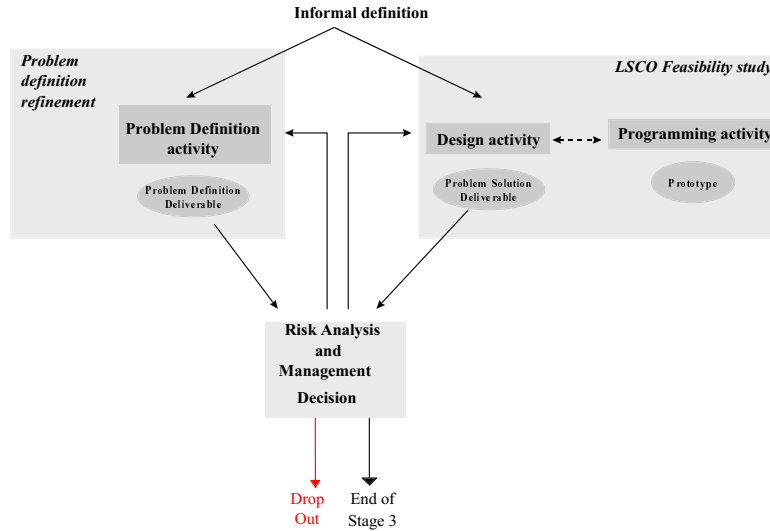 Informal definition
Problem
definition
refinement
LSCO Feasibility study
Problem Definition
activity
Design activity
Programming activity
Problem Definition
Deliverable
Problem Solution
Deliverable
Prototype
Risk Analysis
and
Management
Decision
Drop
Out
End of
Stage 3